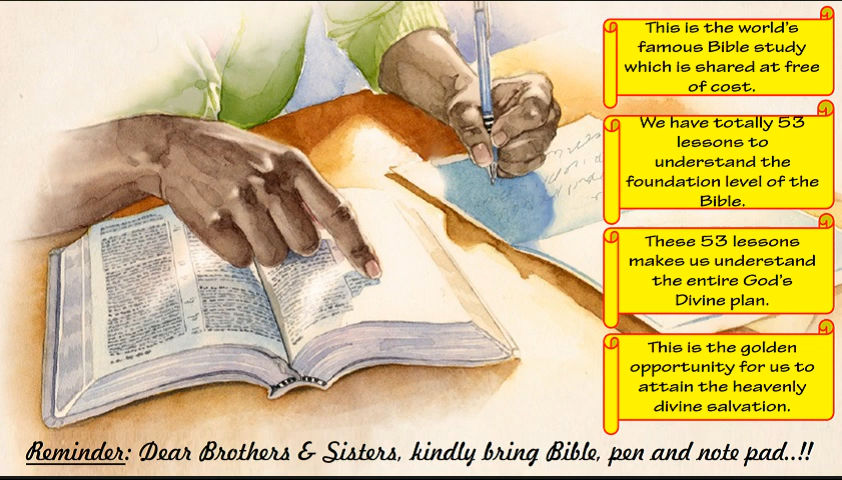 This is the world's
famous Bible study
which is shared at free
of cost.
We have totally 53
lessons to
understand the
foundation level of the
Bible.
These 53 lessons
makes us understand
the entire God's
Divine plan.
This is the golden
opportunity for us to
attain the heavenly
divine salvation.
Reminder: Dear Brothers & Sisters, kindly bring Bible, pen and note pad..!!